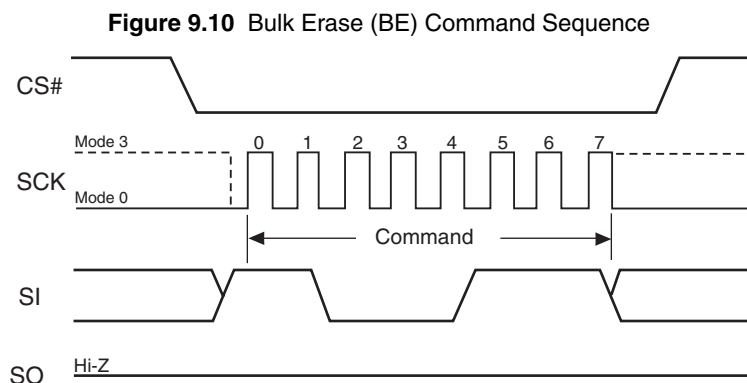 Figure 9.10 Bulk Erase (BE) Command Sequence
CS#
Mode 3
0 1 2 3 4 5 6 7
SCK
Mode 0
Command
SI
Hi-Z
SO